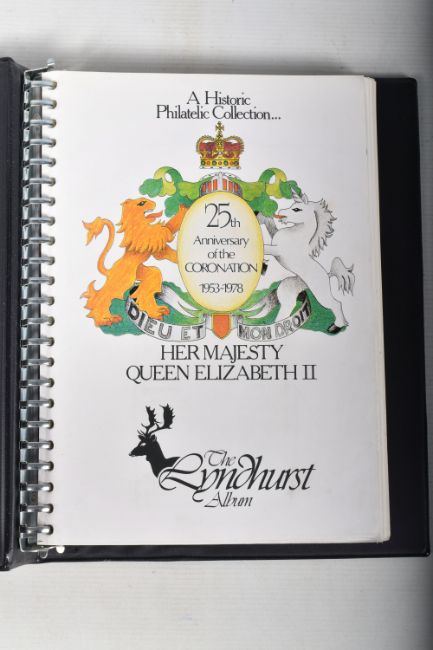 A Historic
Philatelic Collection...
25th
Anniversary
of the
CORONATION
1953-1978
DIEU ET MON DROIT
HER MAJESTY
QUEEN ELIZABETH II
The
Lyndhurst
Album